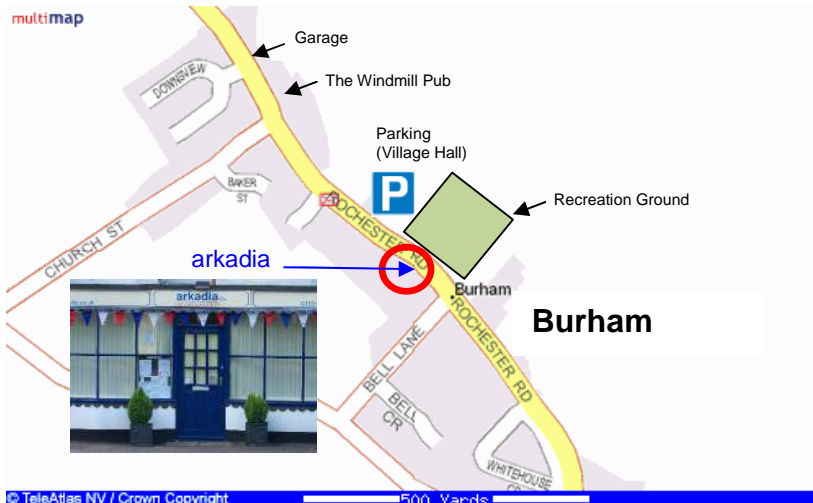 multimap
Garage
DOWNSVIEW
The Windmill Pub
Parking
(Village Hall)
P
BAKER
ST
Recreation Ground
ROCHESTER RD
CHURCH ST
arkadia
arkadia
Burham
Burham
ROCHESTER RD
BELL LANE
BELL
CR
WHITEHOUSE
© TeleAtlas NV / Crown Copyright
500 Yards